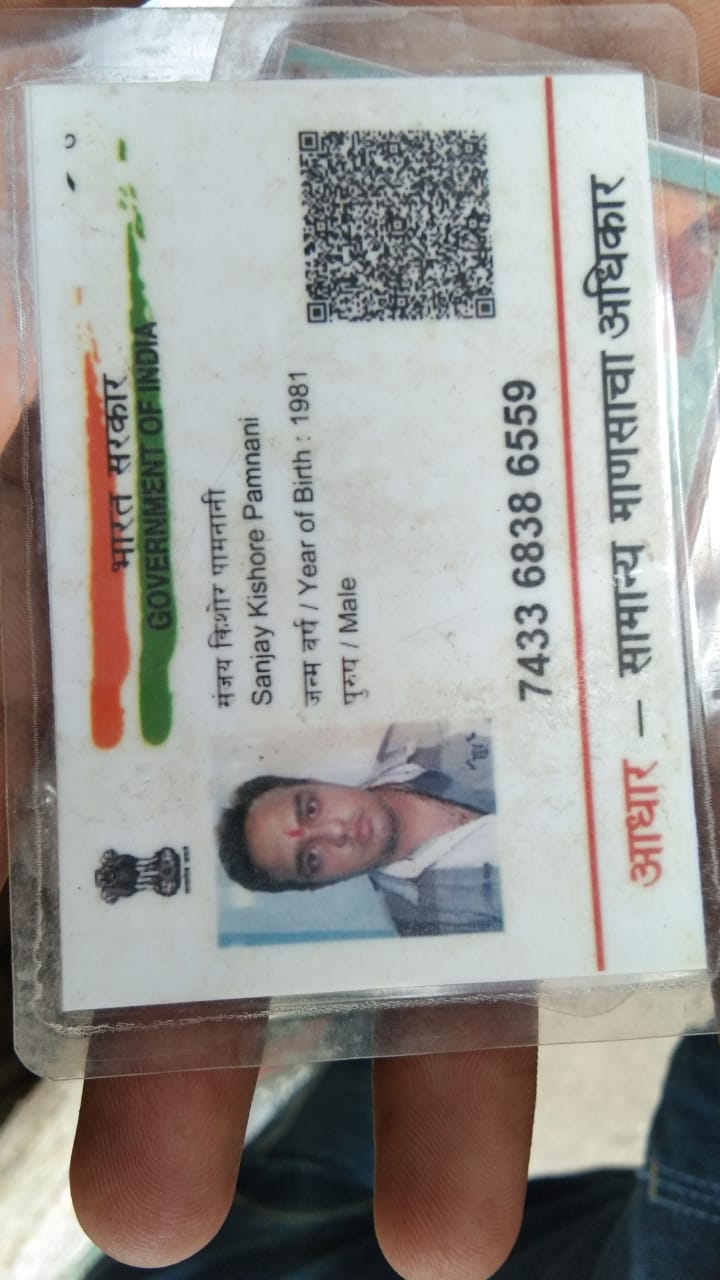 भारत सरकार
GOVERNMENT OF INDIA
संजय किशोर पामनानी
Sanjay Kishore Pamnani
जन्म वर्ष / Year of Birth : 1981
पुरुष / Male
7433 6838 6559
आधार — सामान्य माणसाचा अधिकार